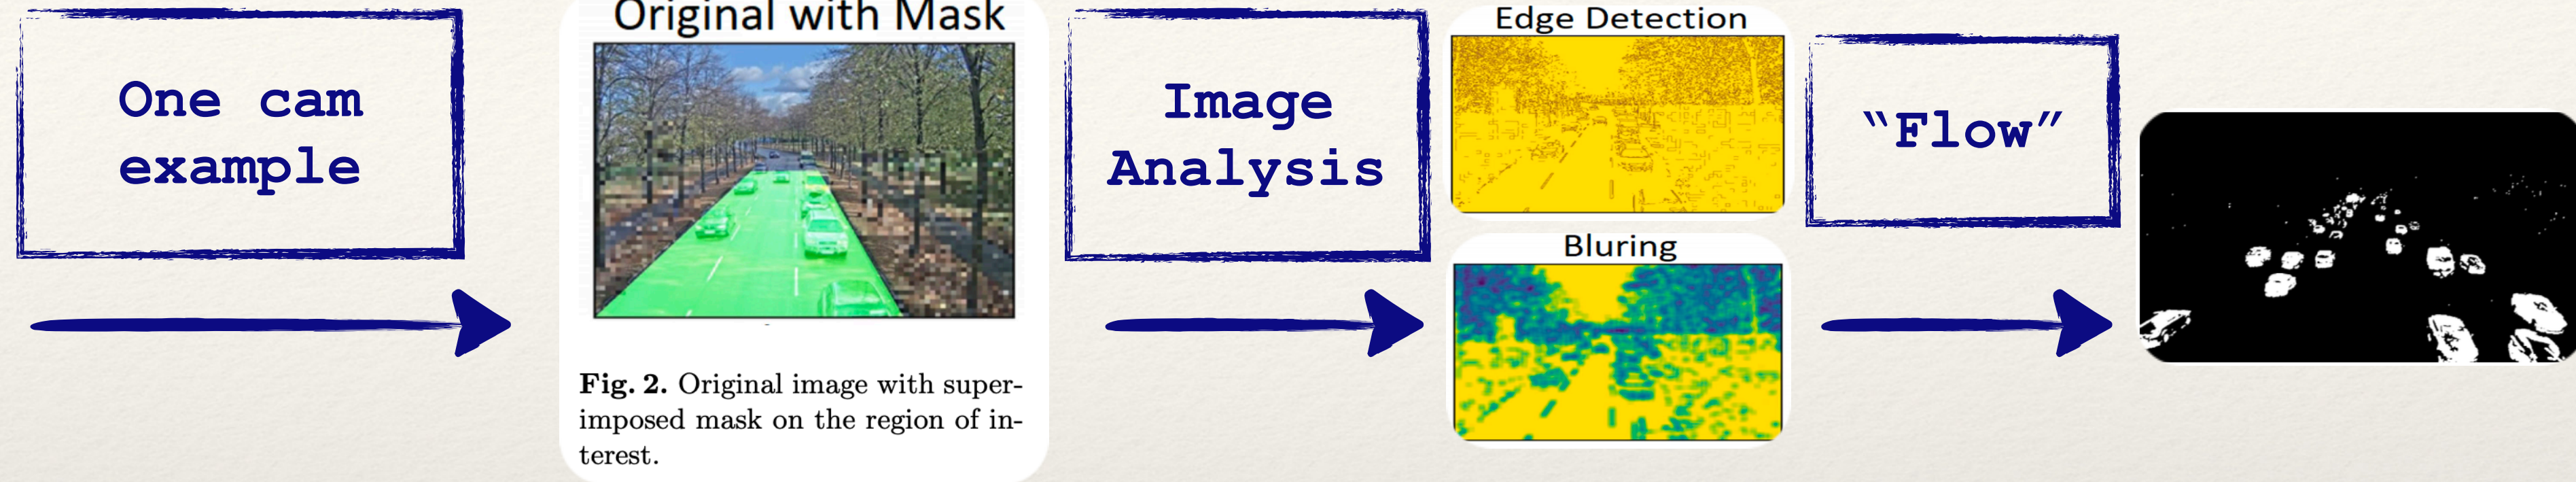 One cam
example
Original with Mask
Fig. 2. Original image with super-
imposed mask on the region of in-
terest.
Image
Analysis
Edge Detection
Bluring
“Flow”